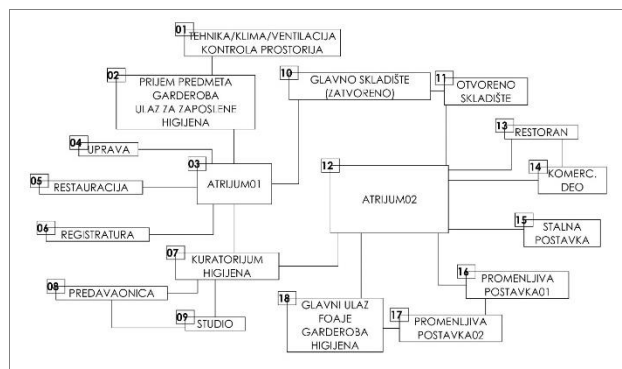 01
TEHNIKA/KLIMA/VENTILACIJA
KONTROLA PROSTORIJA
02
PRIJEM PREDMETA
GARDEROBA
ULAZ ZA ZAPOSLENE
HIGIJENA
10
GLAVNO SKLADIŠTE
(ZATVORENO)
11
OTVORENO
SKLADIŠTE
13
RESTORAN
04
UPRAVA
03
ATRIJUM01
12
ATRIJUM02
14
KOMERC.
DEO
05
RESTAURACIJA
06
REGISTRATURA
15
STALNA
POSTAVKA
07
KURATORIJUM
HIGIJENA
16
PROMENLJIVA
POSTAVKA01
08
PREDAVAONICA
09
STUDIO
18
GLAVNI ULAZ
FOAJE
GARDEROBA
HIGIJENA
17
PROMENLJIVA
POSTAVKA02